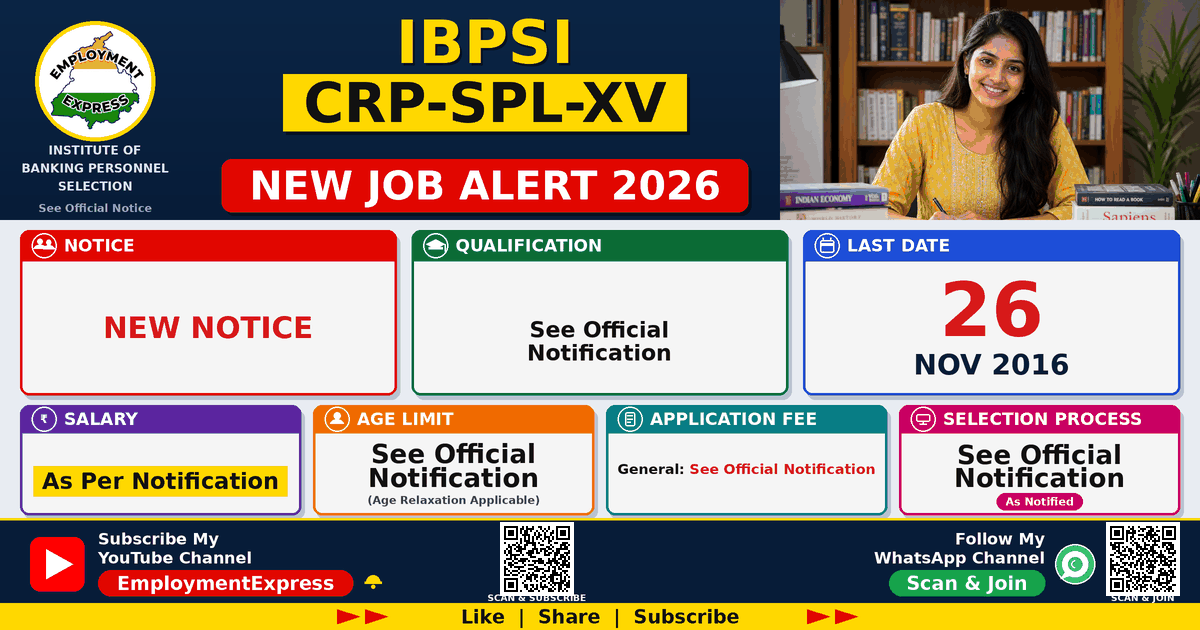 EMPLOYMENT
EXPRESS
INSTITUTE OF
BANKING PERSONNEL
SELECTION
See Official Notice
IBPSI
CRP-SPL-XV
NEW JOB ALERT 2026
INDIAN ECONOMY
WORLD HISTORY
HOW TO READ A BOOK
Sapiens
NOTICE
NEW NOTICE
QUALIFICATION
See Official
Notification
LAST DATE
26
NOV 2016
₹ SALARY
As Per Notification
AGE LIMIT
See Official
Notification
(Age Relaxation Applicable)
APPLICATION FEE
General: See Official Notification
SELECTION PROCESS
See Official
Notification
As Notified
Subscribe My
YouTube Channel
EmploymentExpress
SCAN & SUBSCRIBE
Follow My
WhatsApp Channel
Scan & Join
SCAN & JOIN
Like | Share | Subscribe